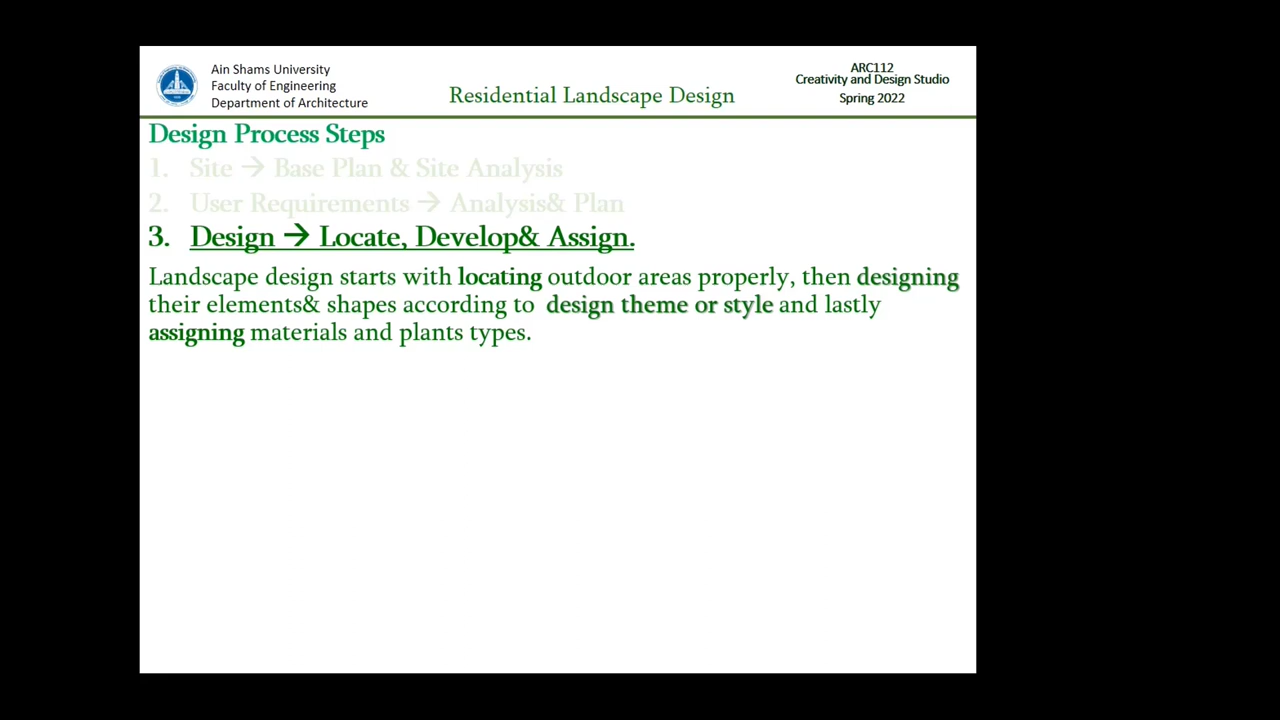 Ain Shams University
Faculty of Engineering
Department of Architecture
Residential Landscape Design
ARC112
Creativity and Design Studio
Spring 2022
Design Process Steps
1. Site → Base Plan & Site Analysis
2. User Requirements → Analysis& Plan
3. Design → Locate, Develop& Assign.
Landscape design starts with locating outdoor areas properly, then designing
their elements& shapes according to design theme or style and lastly
assigning materials and plants types.